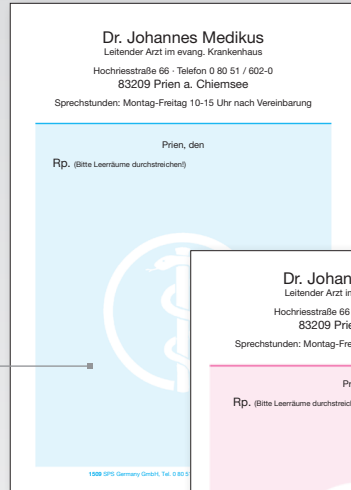 Dr. Johannes Medikus
Leitender Arzt im evang. Krankenhaus
Hochriesstraße 66 · Telefon 0 80 51 / 602-0
83209 Prien a. Chiemsee
Sprechstunden: Montag-Freitag 10-15 Uhr nach Vereinbarung
Prien, den
Rp. (Bitte Leerräume durchstreichen!)
1509 SPS Germany GmbH, Tel. 0 80 5
Dr. Johan
Leitender Arzt i
Hochriesstraße 66
83209 Prie
Sprechstunden: Montag-Fre
Pr
Rp. (Bitte Leerräume durchstreic